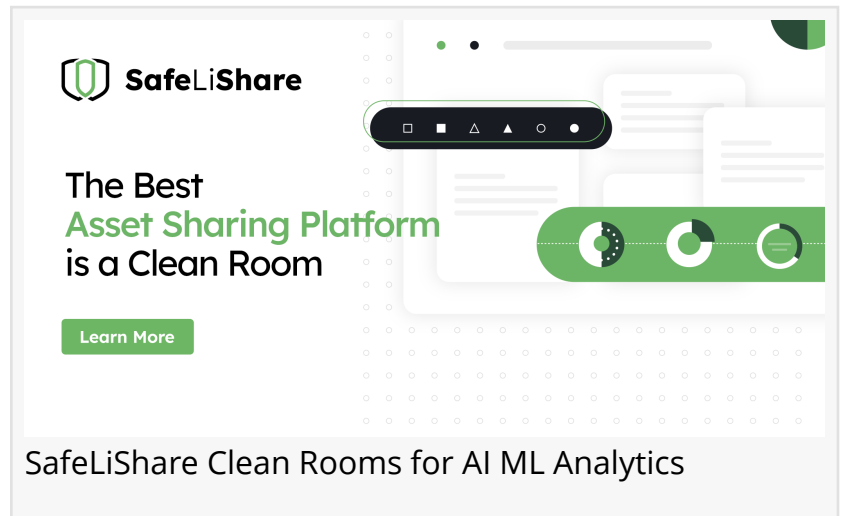 SafeLiShare
The Best
Asset Sharing Platform
is a Clean Room
Learn More
SafeLiShare Clean Rooms for AI ML Analytics